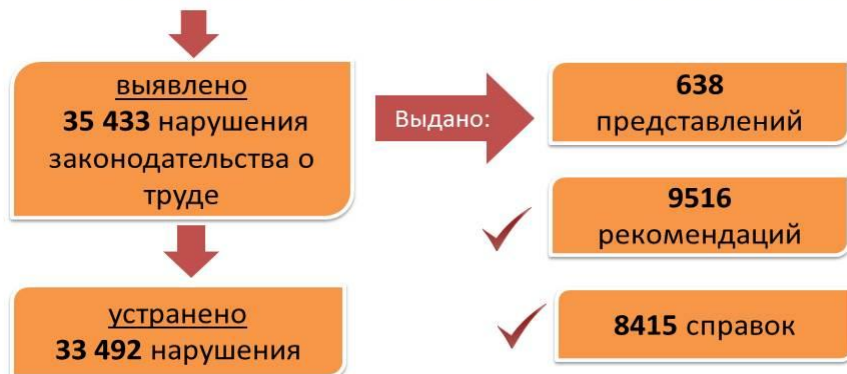 выявлено
35 433 нарушения
законодательства о
труде
Выдано:
638
представлений
9516
рекомендаций
устранено
33 492 нарушения
8415 справок